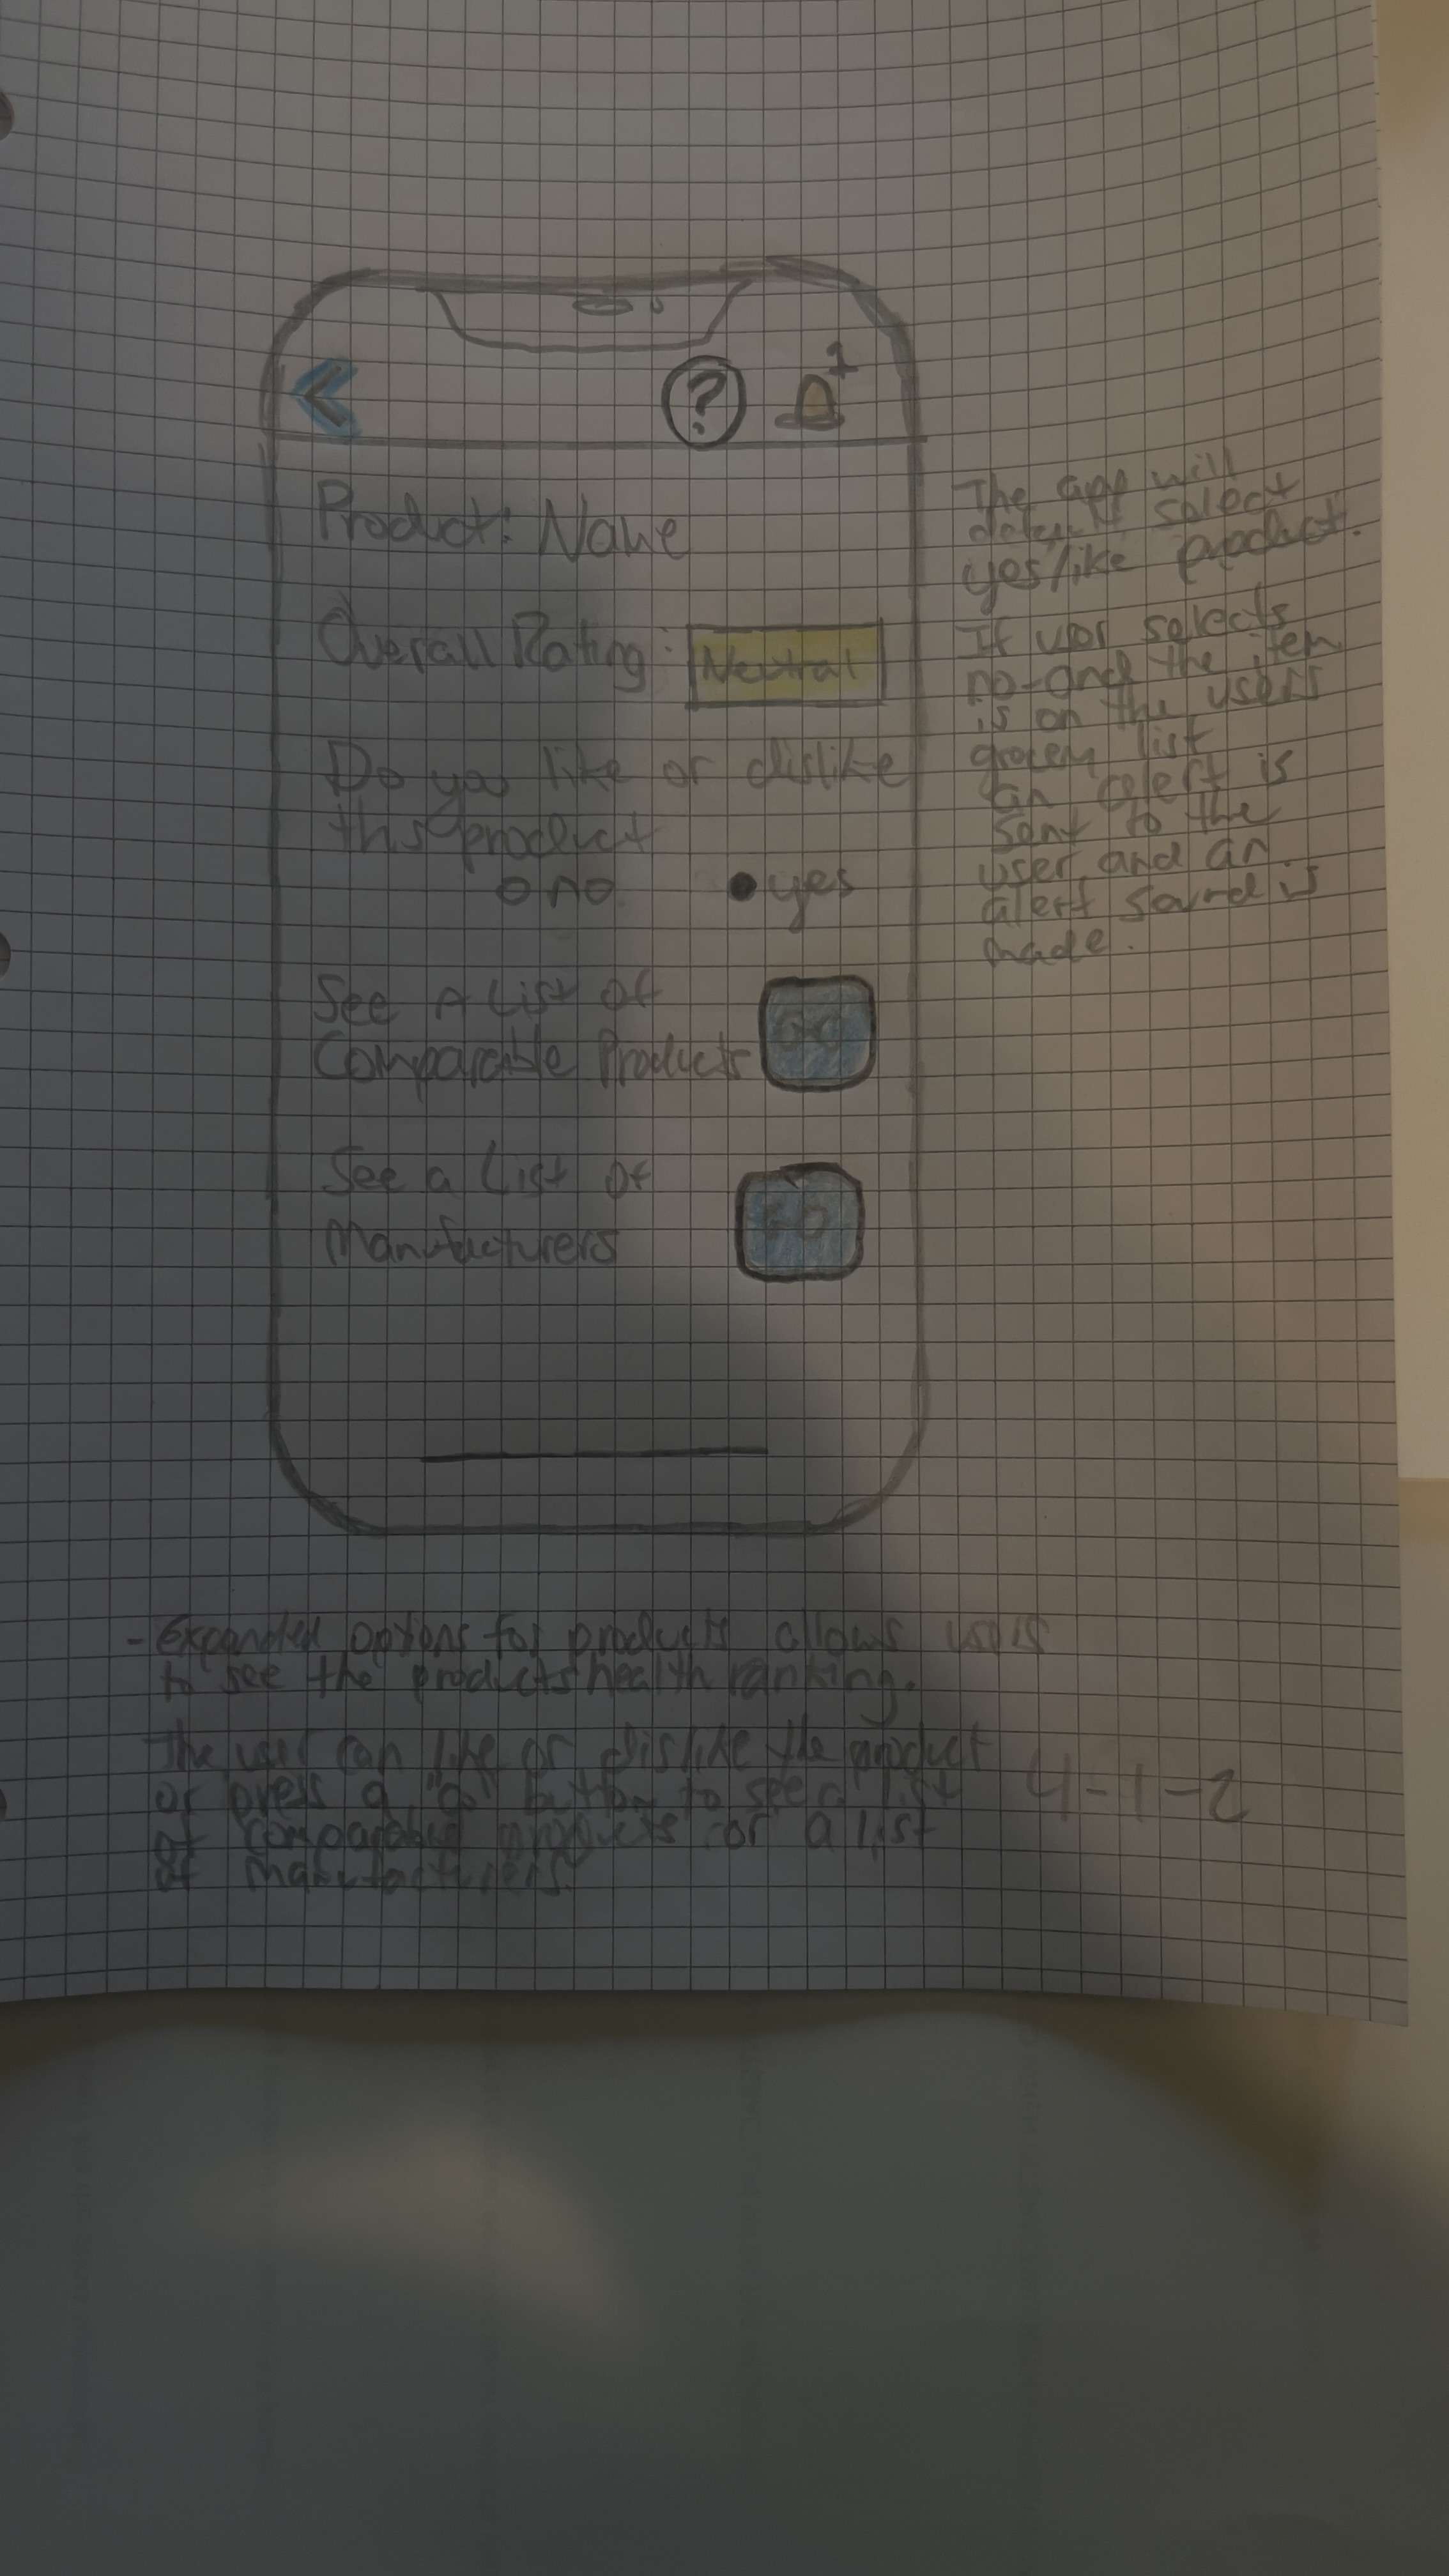 ?
1
Product: Name
Overall Rating: Neutral
Do you like or dislike
this product
no yes
See A List of
Comparable Products
GO
See a List of
Manufacturers
GO
The app will
default select
yes/like product.
If user selects
no-and the item
is on the users
grocery list
an alert is
sent to the
user and an
alert sound is
made.
- Expanded options for products allows users
to see the products health ranking.
The user can like or dislike the product
or press a "Go" button to see a list
of comparable products or a list
of manufacturers.
4-1-2